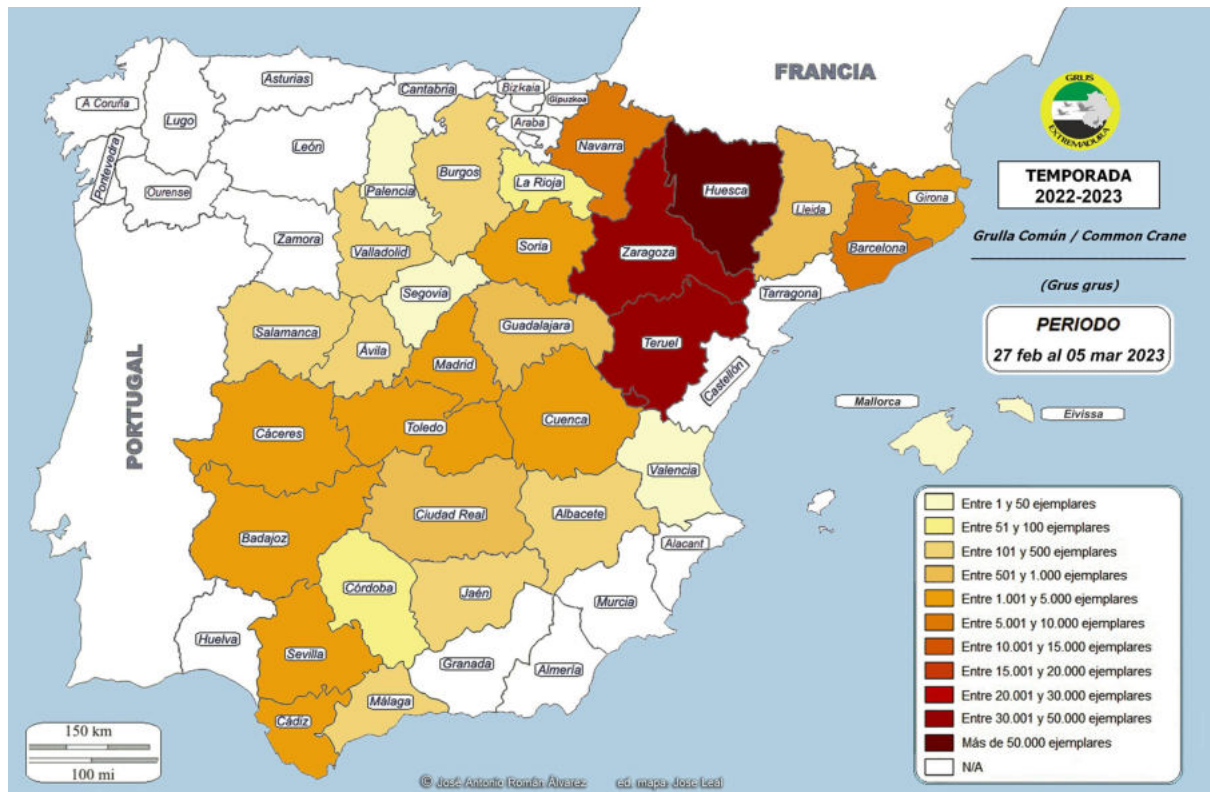 FRANCIA
GRUS
EXTREMADURA
TEMPORADA
2022-2023
Grulla Común / Common Crane
(Grus grus)
PERIODO
27 feb al 05 mar 2023
A Coruña
Lugo
Asturias
Cantabria
Bizkaia
Gipuzkoa
Araba
Navarra
Pontevedra
Ourense
León
Palencia
Burgos
La Rioja
Huesca
Lleida
Girona
Barcelona
Zamora
Valladolid
Soria
Zaragoza
Tarragona
Segovia
Salamanca
Ávila
Guadalajara
Madrid
Teruel
Castellón
PORTUGAL
Cáceres
Toledo
Cuenca
Valencia
Mallorca
Eivissa
Badajoz
Ciudad Real
Albacete
Alacant
Córdoba
Jaén
Murcia
Huelva
Sevilla
Granada
Almería
Málaga
Cádiz
Entre 1 y 50 ejemplares
Entre 51 y 100 ejemplares
Entre 101 y 500 ejemplares
Entre 501 y 1.000 ejemplares
Entre 1.001 y 5.000 ejemplares
Entre 5.001 y 10.000 ejemplares
Entre 10.001 y 15.000 ejemplares
Entre 15.001 y 20.000 ejemplares
Entre 20.001 y 30.000 ejemplares
Entre 30.001 y 50.000 ejemplares
Más de 50.000 ejemplares
N/A
150 km
100 mi
© José Antonio Román Álvarez ed. mapa: Jose Leal